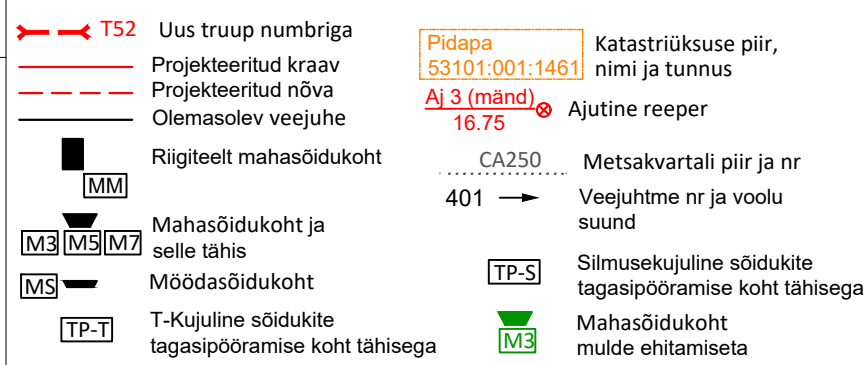 T52 Uus truup numbriga
Projekteeritud kraav
Projekteeritud nõva
Olemasolev veejuhe
Riigiteelt mahasõidukoht
MM
Mahasõidukoht ja
M3 M5 M7 selle tähis
MS Möödasõidukoht
TP-T T-Kujuline sõidukite
tagasipööramise koht tähisega
Pidapa
53101:001:1461
Katastriüksuse piir,
nimi ja tunnus
Aj 3 (mänd)
16.75
Ajutine reeper
CA250 Metsakvartali piir ja nr
401 Veejuhtme nr ja voolu
suund
TP-S Silmusekujuline sõidukite
tagasipööramise koht tähisega
Mahasõidukoht
M3 mulde ehitamiseta